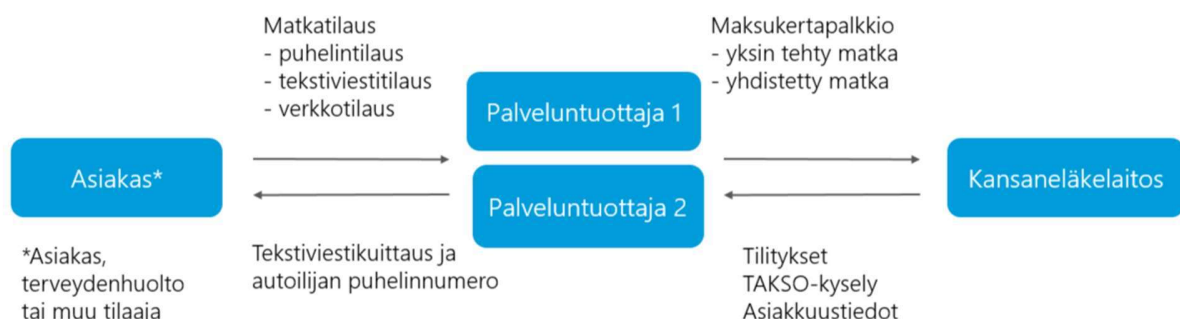 Matkatilaus
- puhelintilaus
- tekstiviestitilaus
- verkkotilaus
Maksukertapalkkio
- yksin tehty matka
- yhdistetty matka
Palveluntuottaja 1
Asiakas*
Palveluntuottaja 2
Kansaneläkelaitos
*Asiakas,
terveydenhuolto
tai muu tilaaja
Tekstiviestikuittaus ja
autoilijan puhelinnumero
Tilitykset
TAKSO-kysely
Asiakkuustiedot